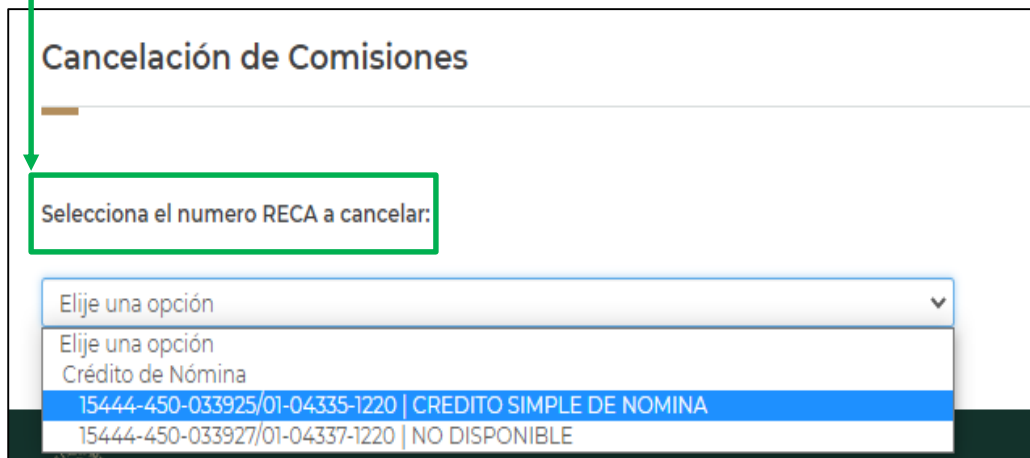 Cancelación de Comisiones
Selecciona el numero RECA a cancelar:
Elije una opción
Elije una opción
Crédito de Nómina
15444-450-033925/01-04335-1220 | CREDITO SIMPLE DE NOMINA
15444-450-033927/01-04337-1220 | NO DISPONIBLE